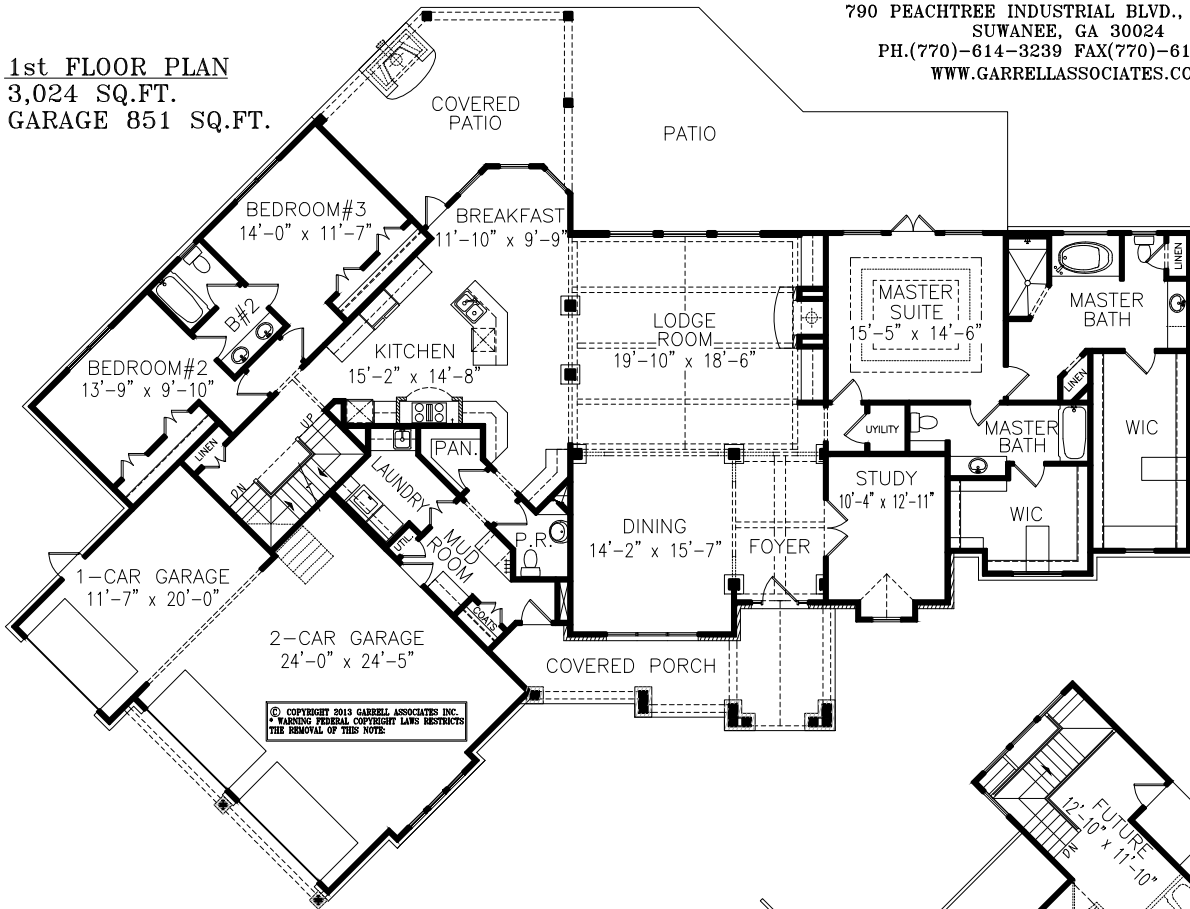 790 PEACHTREE INDUSTRIAL BLVD.,
SUWANEE, GA 30024
PH.(770)-614-3239 FAX(770)-61
WWW.GARRELLASSOCIATES.CO
1st FLOOR PLAN
3,024 SQ.FT.
GARAGE 851 SQ.FT.
COVERED
PATIO
PATIO
BEDROOM#3
14'-0" x 11'-7"
BREAKFAST
11'-10" x 9'-9"
LINEN
MASTER
SUITE
15'-5" x 14'-6"
MASTER
BATH
B#2
LODGE
ROOM
19'-10" x 18'-6"
KITCHEN
15'-2" x 14'-8"
BEDROOM#2
13'-9" x 9'-10"
LINEN
UP
LINEN
DN
PAN.
LAUNDRY
UYILITY
MASTER
BATH
WIC
STUDY
10'-4" x 12'-11"
WIC
DINING
14'-2" x 15'-7"
FOYER
P.R.
UTIL.
MUD
ROOM
COATS
1-CAR GARAGE
11'-7" x 20'-0"
2-CAR GARAGE
24'-0" x 24'-5"
COVERED PORCH
© COPYRIGHT 2013 GARRELL ASSOCIATES INC.
* WARNING FEDERAL COPYRIGHT LAWS RESTRICTS
THE REMOVAL OF THIS NOTE:
FUTURE
12'-10" x 11'-10"
DN